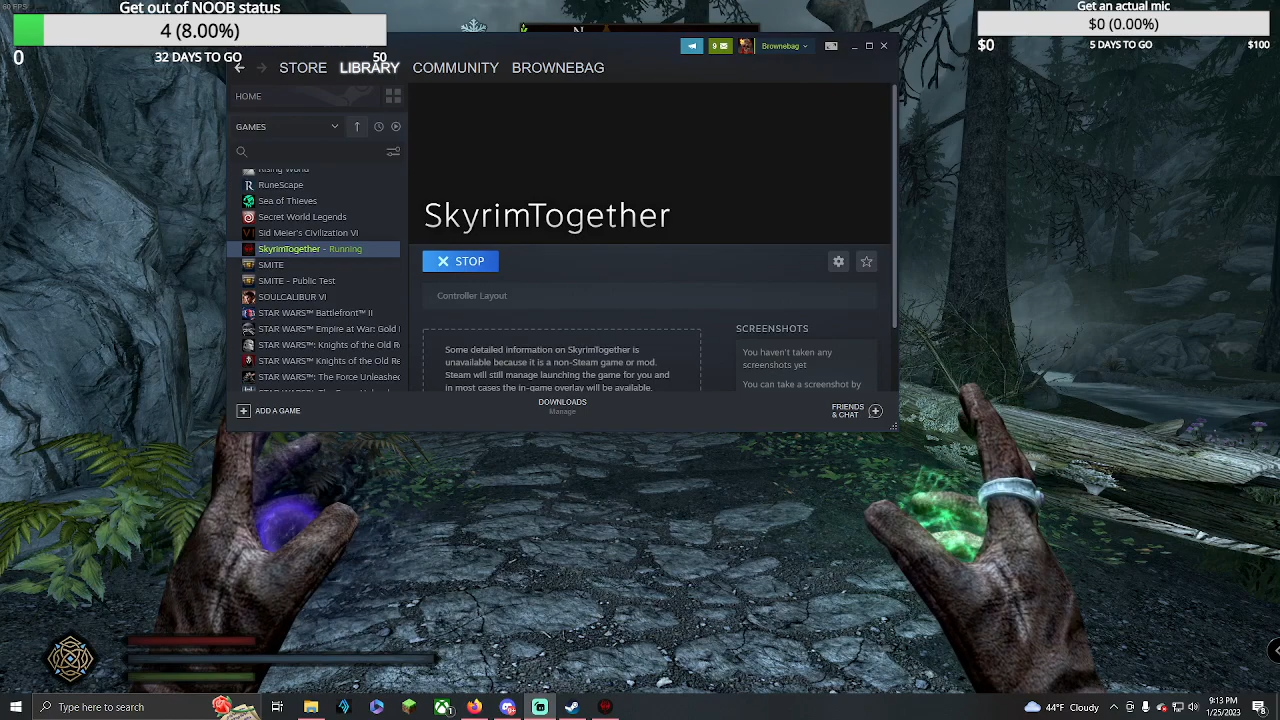 60 FPS
Get out of NOOB status
4 (8.00%)
0
32 DAYS TO GO
50
Get an actual mic
$0 (0.00%)
$0
5 DAYS TO GO
$100
N
9
Brownebag
STORE
LIBRARY
COMMUNITY
BROWNEBAG
HOME
GAMES
Rising World
RuneScape
Sea of Thieves
Secret World Legends
Sid Meier's Civilization VI
SkyrimTogether - Running
SMITE
SMITE - Public Test
SOULCALIBUR VI
STAR WARS™ Battlefront™ II
STAR WARS™ Empire at War: Gold
STAR WARS™: Knights of the Old R
STAR WARS™ Knights of the Old Re
STAR WARS™: The Force Unleashed
SkyrimTogether
STOP
Controller Layout
Some detailed information on SkyrimTogether is
unavailable because it is a non-Steam game or mod.
Steam will still manage launching the game for you and
in most cases the in-game overlay will be available.
SCREENSHOTS
You haven't taken any
screenshots yet
You can take a screenshot by
ADD A GAME
DOWNLOADS
Manage
FRIENDS
& CHAT
Type here to search
44°F Cloudy
9:13 PM
1/25/2023